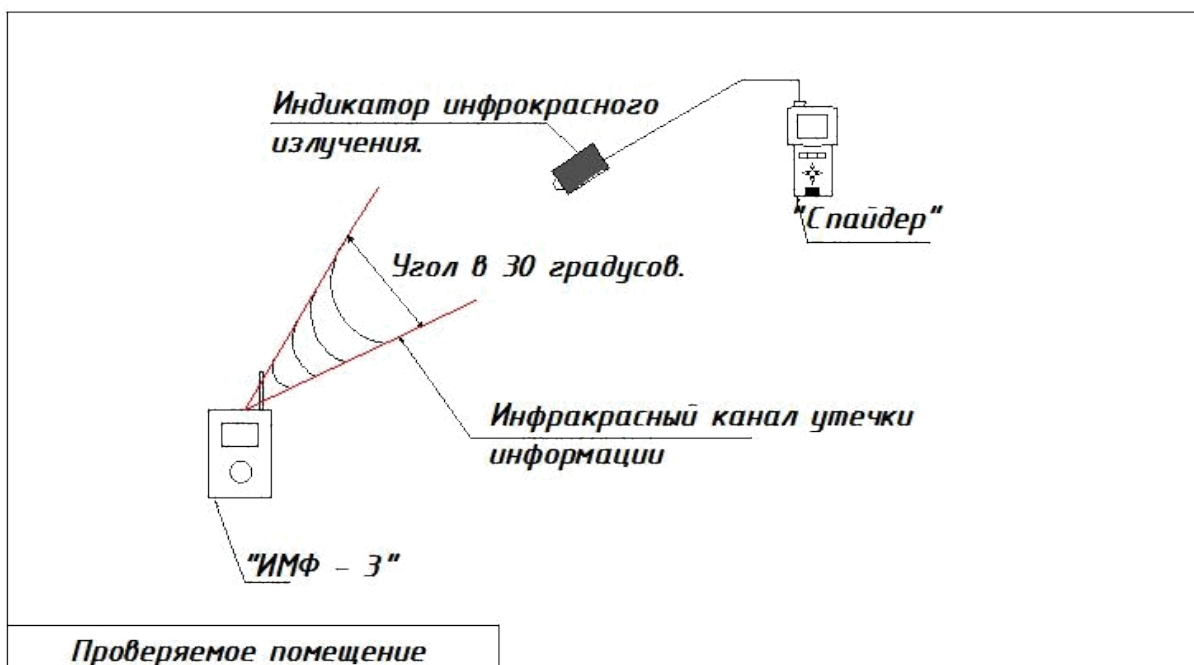 Индикатор инфрокрасного
излучения.
"Спайдер"
Угол в 30 градусов.
Инфракрасный канал утечки
информации
"ИМФ - 3"
Проверяемое помещение